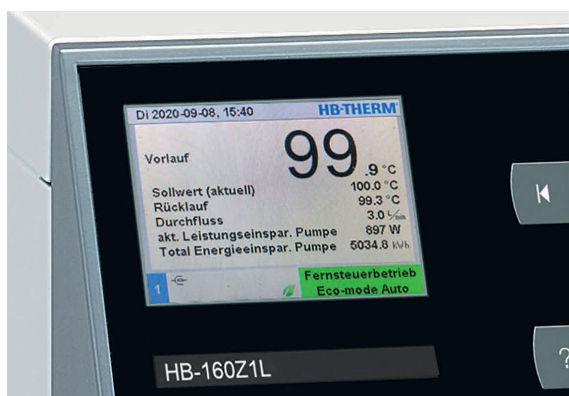 Di 2020-09-08, 15:40 HB-THERM
Vorlauf 99.9 °C
Sollwert (aktuell) 100.0 °C
Rücklauf 99.3 °C
Durchfluss 3.0 L/min
akt. Leistungseinspar. Pumpe 897 W
Total Energieeinspar. Pumpe 5034.8 kWh
Fernsteuerbetrieb
1 Eco-mode Auto
HB-160Z1L
?